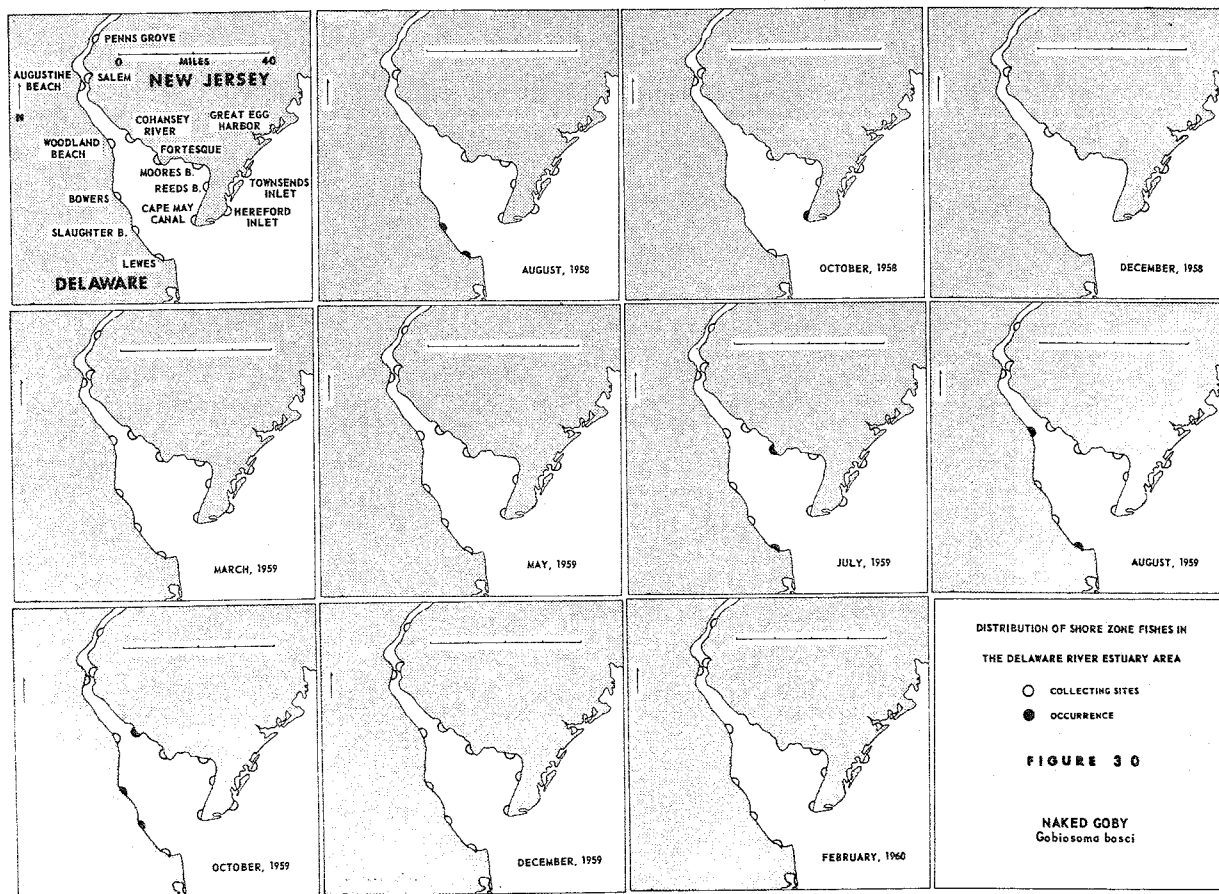 PENNS GROVE
0 MILES 40
AUGUSTINE BEACH
SALEM
NEW JERSEY
N
COHANSEY RIVER
GREAT EGG HARBOR
WOODLAND BEACH
FORTESQUE
MOORES B.
REEDS B.
TOWNSENDS INLET
BOWERS
CAPE MAY CANAL
HEREFORD INLET
SLAUGHTER B.
LEWES
DELAWARE
AUGUST, 1958
OCTOBER, 1958
DECEMBER, 1958
MARCH, 1959
MAY, 1959
JULY, 1959
AUGUST, 1959
OCTOBER, 1959
DECEMBER, 1959
FEBRUARY, 1960
DISTRIBUTION OF SHORE ZONE FISHES IN
THE DELAWARE RIVER ESTUARY AREA
COLLECTING SITES
OCCURRENCE
FIGURE 30
NAKED GOBY
Gobiosoma bosci